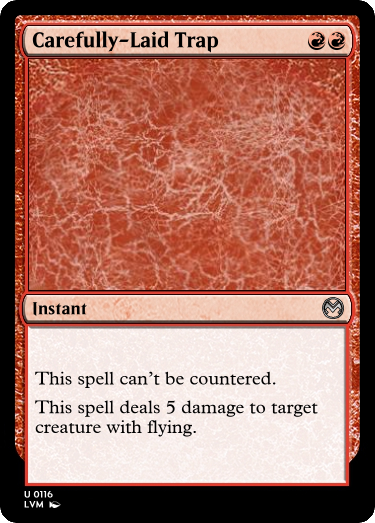 Carefully-Laid Trap
Instant
This spell can't be countered.
This spell deals 5 damage to target
creature with flying.
U 0116
LVM